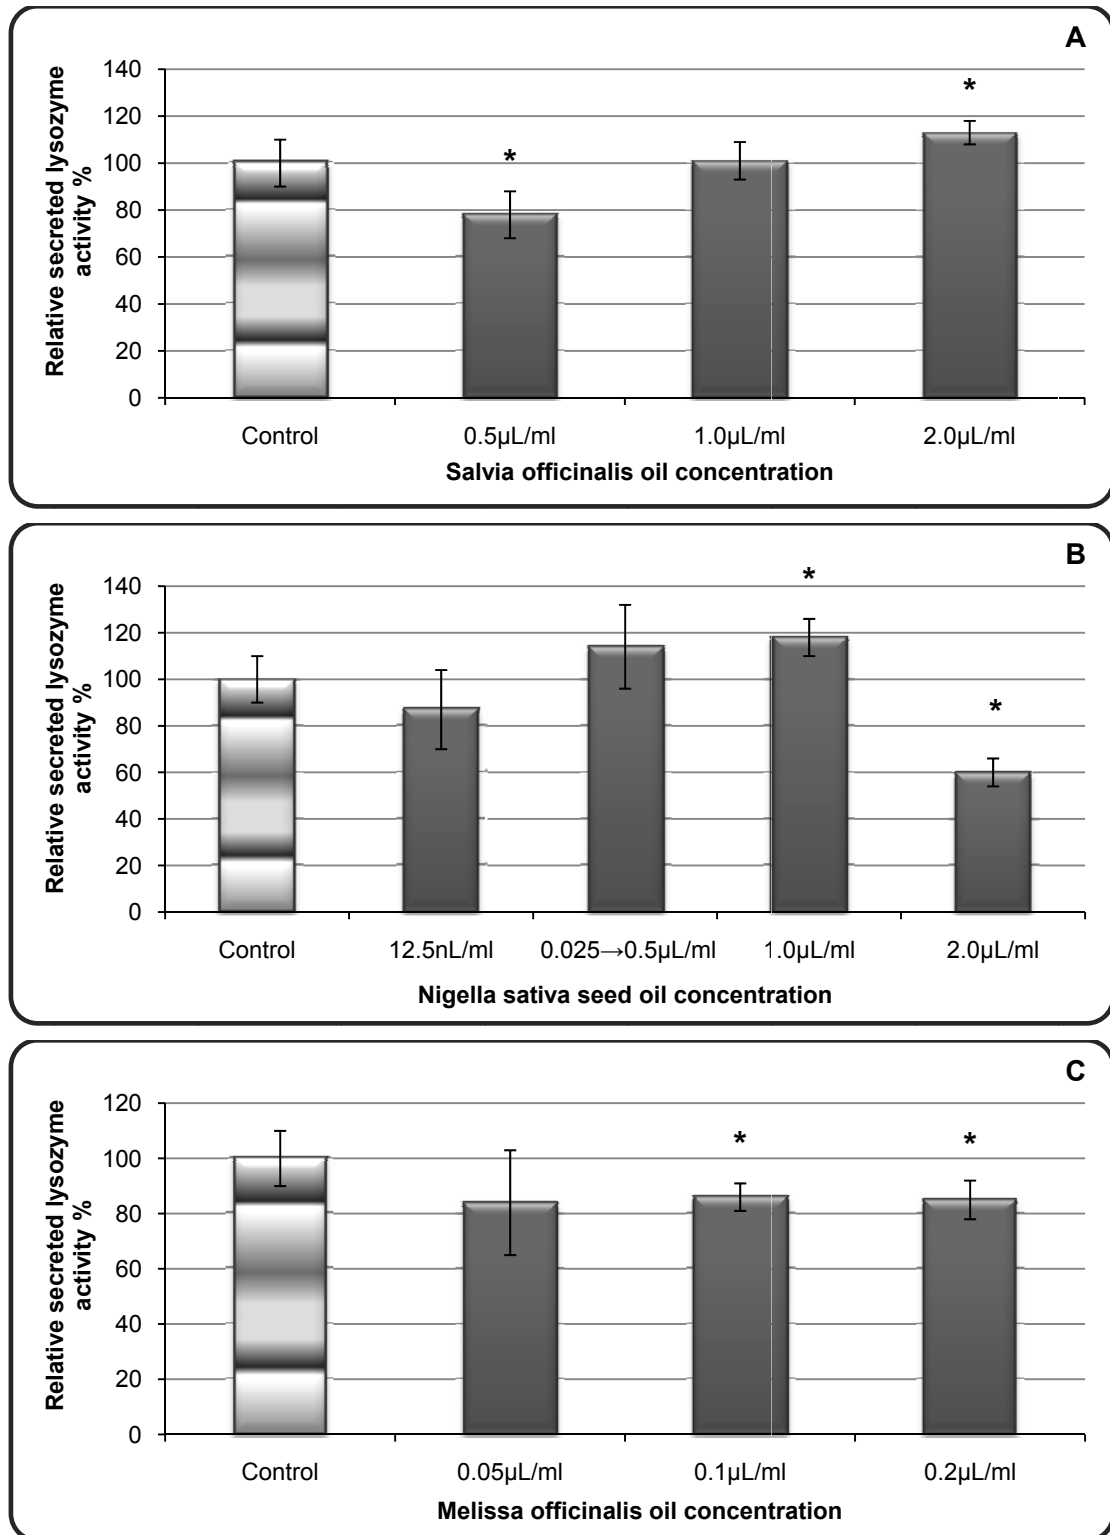 A
Relative secreted lysozyme
activity %
140
120
100
80
60
40
20
0
*
*
Control
0.5µL/ml
1.0µL/ml
2.0µL/ml
Salvia officinalis oil concentration
B
Relative secreted lysozyme
activity %
140
120
100
80
60
40
20
0
*
*
Control
12.5nL/ml
0.025→0.5µL/ml
1.0µL/ml
2.0µL/ml
Nigella sativa seed oil concentration
C
Relative secreted lysozyme
activity %
120
100
80
60
40
20
0
*
*
Control
0.05µL/ml
0.1µL/ml
0.2µL/ml
Melissa officinalis oil concentration